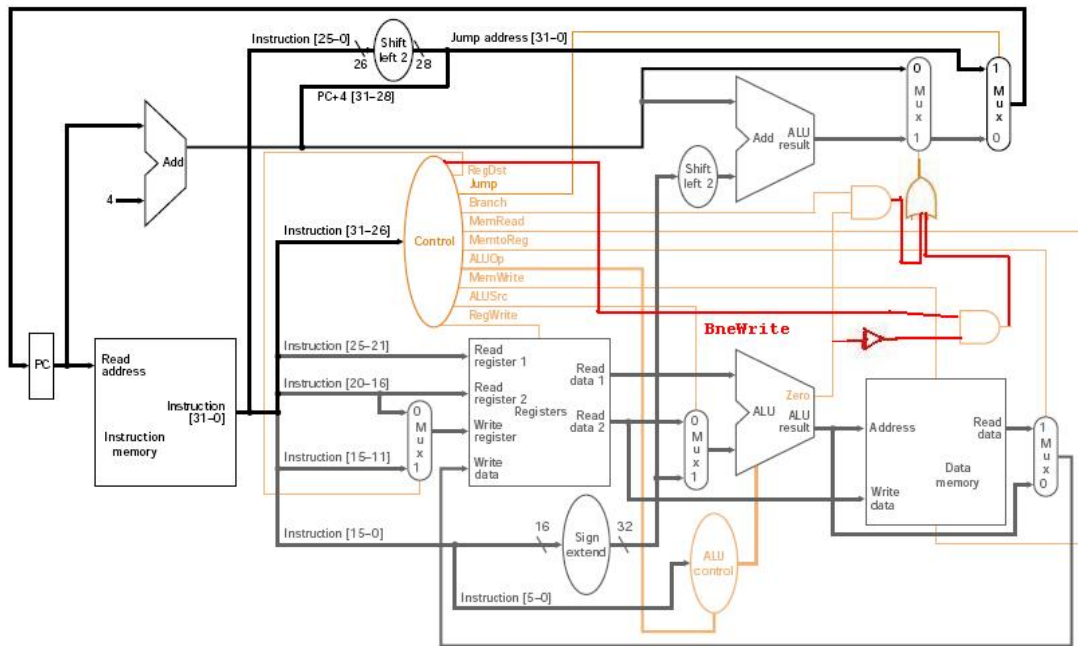 Instruction [25–0]
26
Shift
left 2
28
Jump address [31–0]
PC+4 [31–28]
Add
4
0
M
u
x
1
1
M
u
x
0
Add
ALU
result
Shift
left 2
RegDst
Jump
Branch
MemRead
MemtoReg
ALUOp
MemWrite
ALUSrc
RegWrite
Instruction [31–26]
Control
BneWrite
PC
Read
address
Instruction
[31–0]
Instruction
memory
Instruction [25–21]
Instruction [20–16]
Instruction [15–11]
0
M
u
x
1
Read
register 1
Read
register 2
Write
register
Write
data
Registers
Read
data 1
Read
data 2
0
M
u
x
1
Zero
ALU
ALU
result
Address
Write
data
Read
data
Data
memory
1
M
u
x
0
Instruction [15–0]
16
Sign
extend
32
ALU
control
Instruction [5–0]